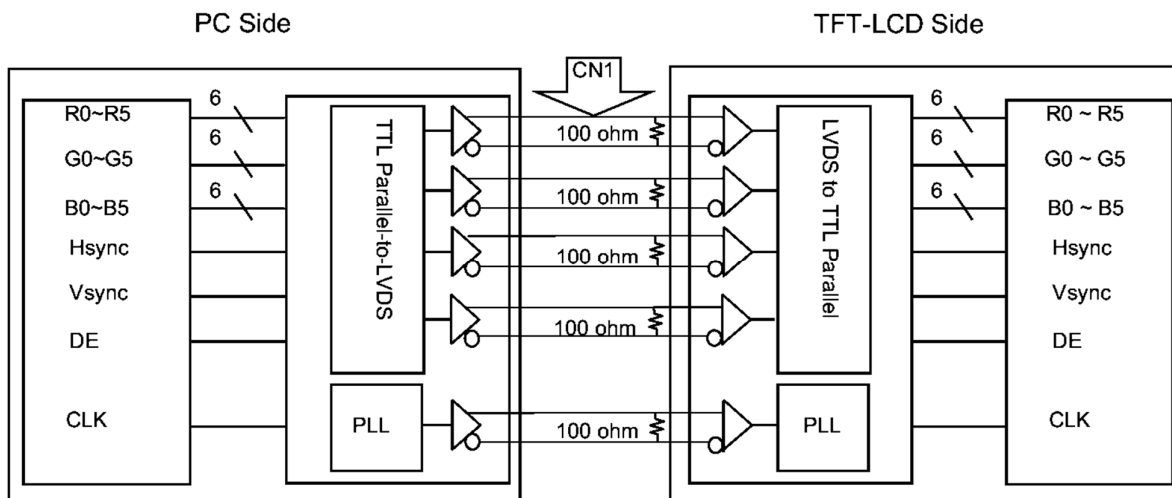 PC Side
TFT-LCD Side
CN1
R0~R5
6
G0~G5
6
B0~B5
6
Hsync
Vsync
DE
CLK
TTL Parallel-to-LVDS
PLL
100 ohm
100 ohm
100 ohm
100 ohm
100 ohm
LVDS to TTL Parallel
PLL
6
R0 ~ R5
6
G0 ~ G5
6
B0 ~ B5
Hsync
Vsync
DE
CLK